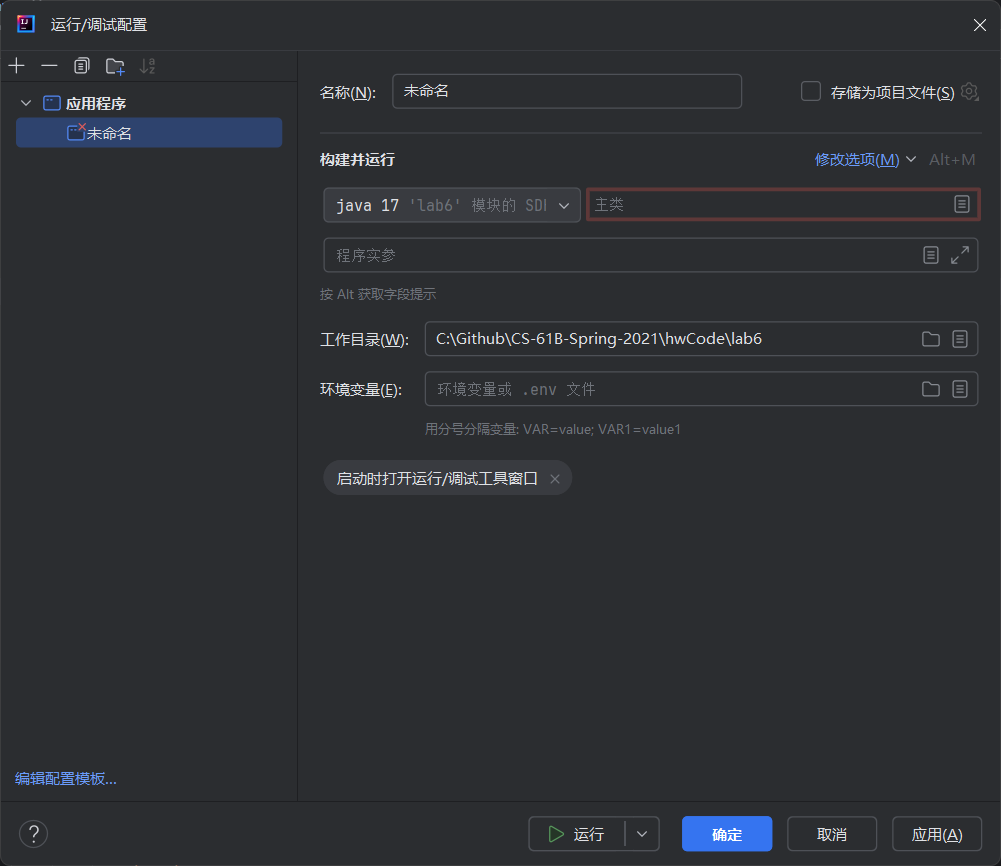 运行/调试配置
应用程序
未命名
名称(N):
未命名
存储为项目文件(S)
构建并运行
修改选项(M)
Alt+M
java 17 'lab6' 模块的 SDK
主类
程序实参
按 Alt 获取字段提示
工作目录(W):
C:\Github\CS-61B-Spring-2021\hwCode\lab6
环境变量(E):
环境变量或 .env 文件
用分号分隔变量: VAR=value; VAR1=value1
启动时打开运行/调试工具窗口
编辑配置模板...
?
运行
确定
取消
应用(A)